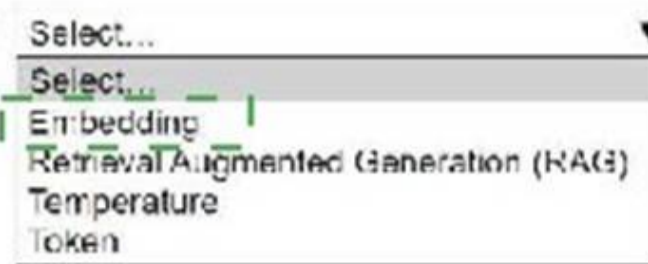 Select...
Select...
Embedding
Retrieval Augmented Generation (RAG)
Temperature
Token